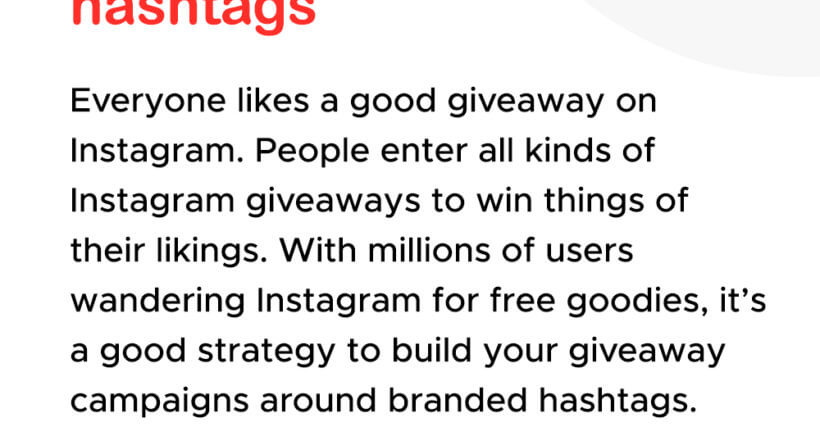 hashtags
Everyone likes a good giveaway on
Instagram. People enter all kinds of
Instagram giveaways to win things of
their likings. With millions of users
wandering Instagram for free goodies, it’s
a good strategy to build your giveaway
campaigns around branded hashtags.